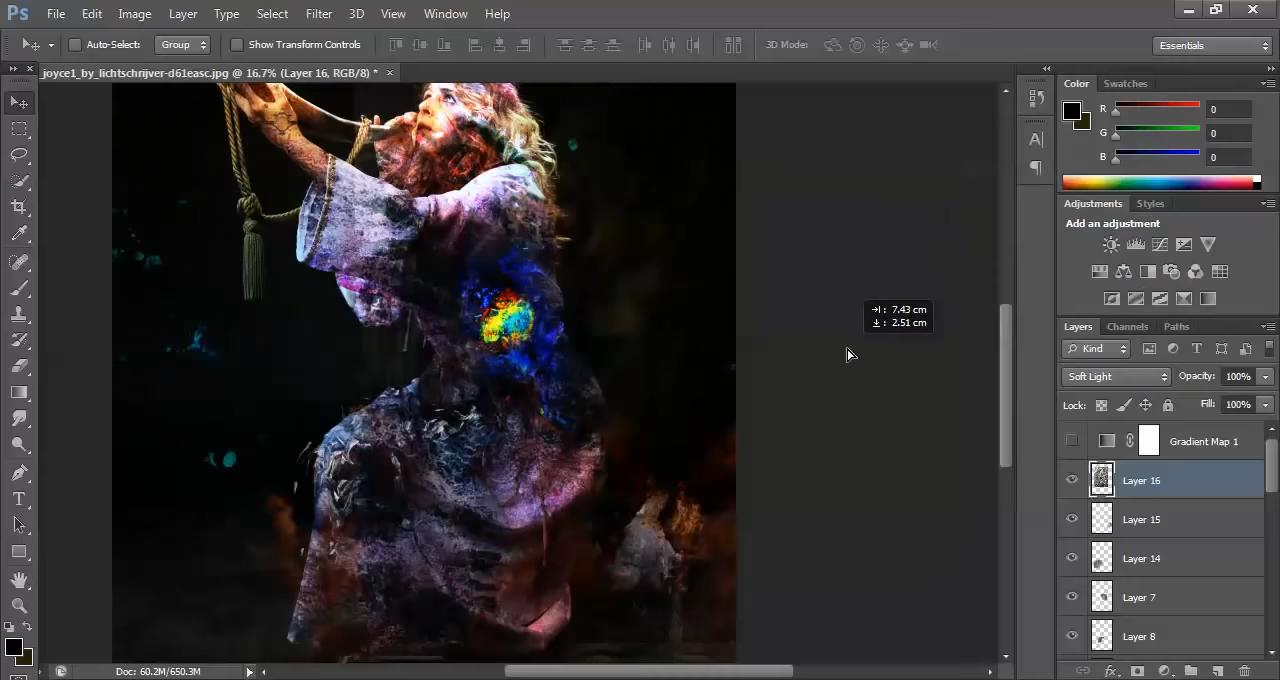 Ps File Edit Image Layer Type Select Filter 3D View Window Help
Auto-Select: Group Show Transform Controls 3D Mode: Essentials
joyce1_by_lichtschrijver-d61easc.jpg @ 16.7% (Layer 16, RGB/8) *
Color Swatches
R 0
G 0
B 0
Adjustments Styles
Add an adjustment
7.43 cm
2.51 cm
Layers Channels Paths
Kind
Soft Light Opacity: 100%
Lock: Fill: 100%
Gradient Map 1
Layer 16
Layer 15
Layer 14
Layer 7
Layer 8
Doc: 60.2M/650.3M